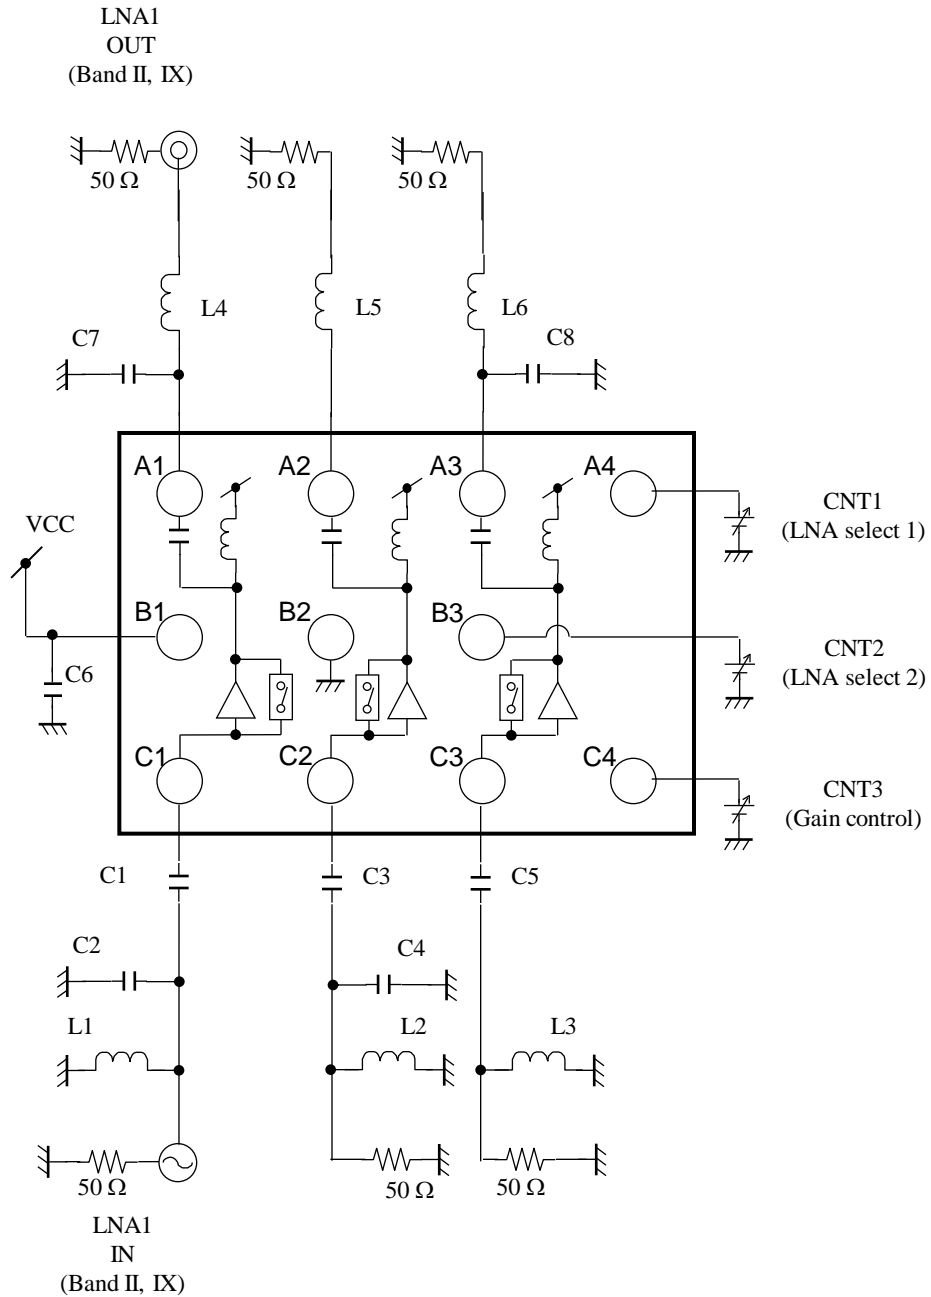 LNA1
OUT
(Band II, IX)
50 Ω
50 Ω
50 Ω
L4
L5
L6
C7
C8
A1
A2
A3
A4
CNT1
(LNA select 1)
VCC
B1
B2
B3
CNT2
(LNA select 2)
C6
C1
C2
C3
C4
CNT3
(Gain control)
C1
C3
C5
C2
C4
L1
L2
L3
50 Ω
50 Ω
50 Ω
LNA1
IN
(Band II, IX)